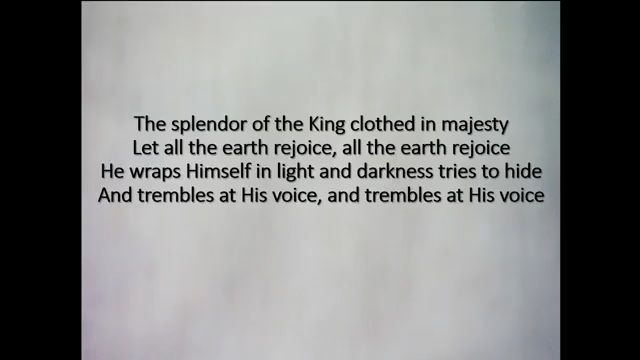 The splendor of the King clothed in majesty
Let all the earth rejoice, all the earth rejoice
He wraps Himself in light and darkness tries to hide
And trembles at His voice, and trembles at His voice